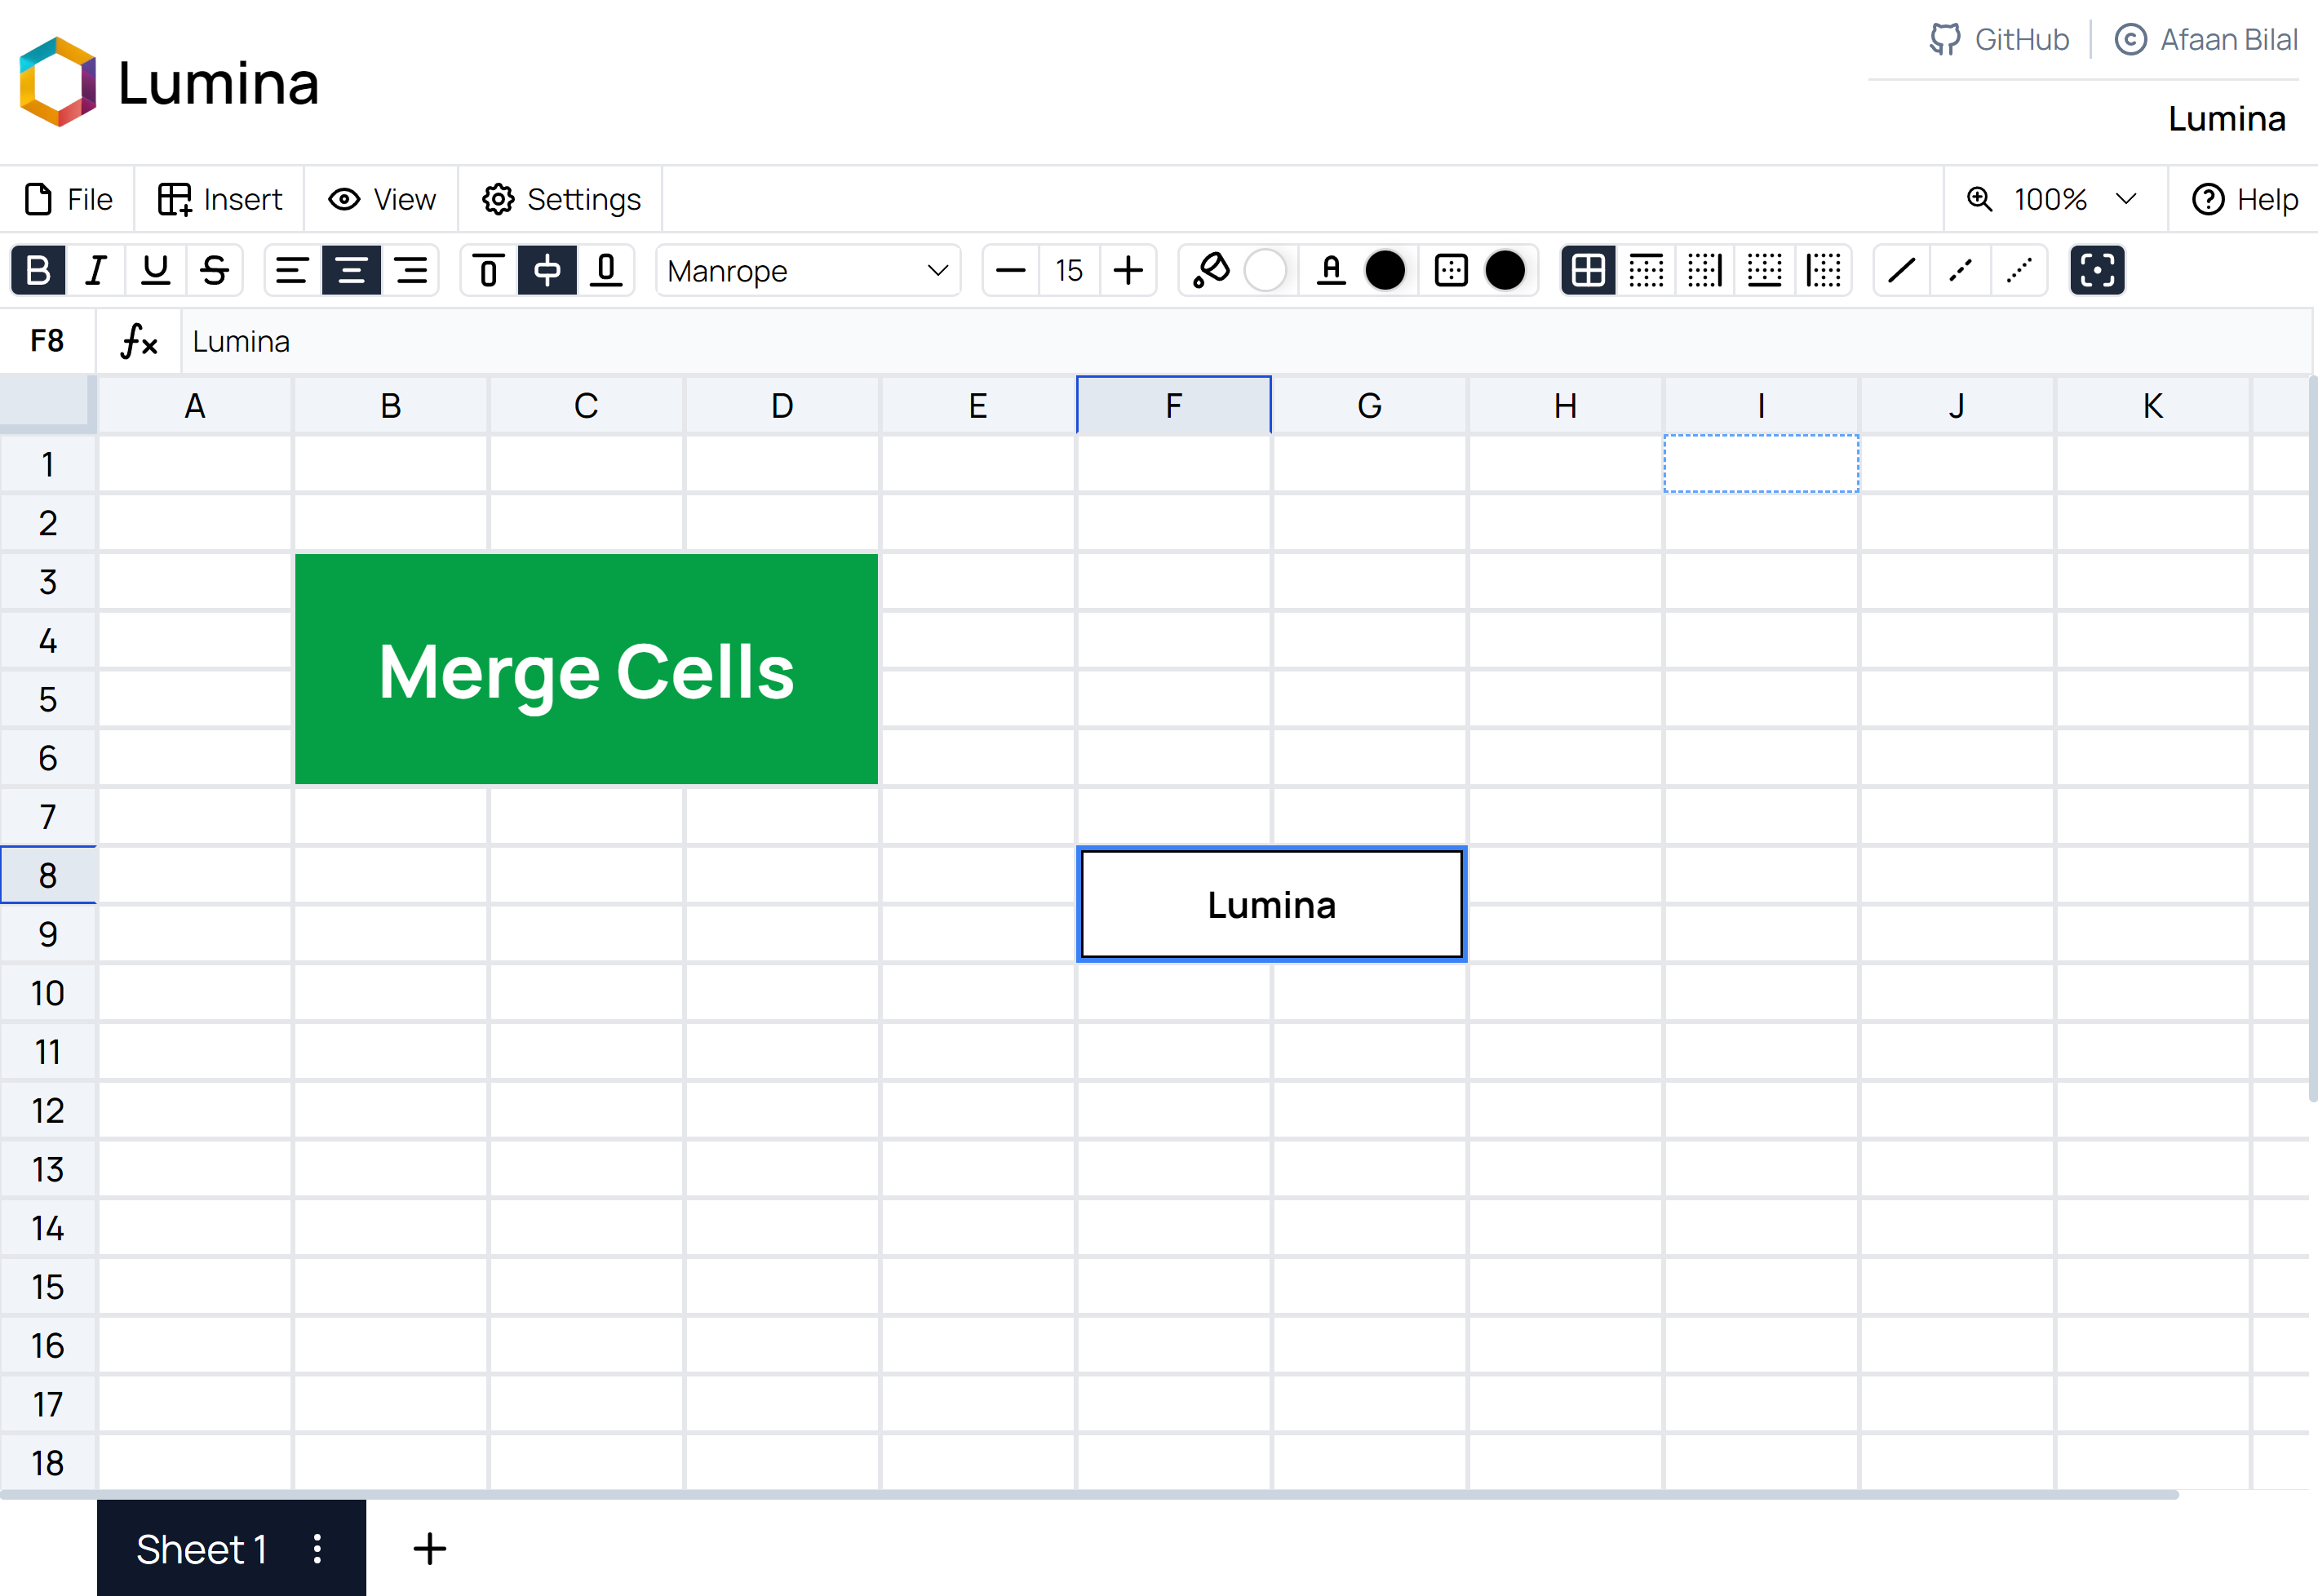 Lumina
GitHub
Afaan Bilal
Lumina
File Insert View Settings 100% Help
Manrope 15
F8 Lumina
A B C D E F G H I J K
1
2
3
4
Merge Cells
5
6
7
8
Lumina
9
10
11
12
13
14
15
16
17
18
Sheet 1